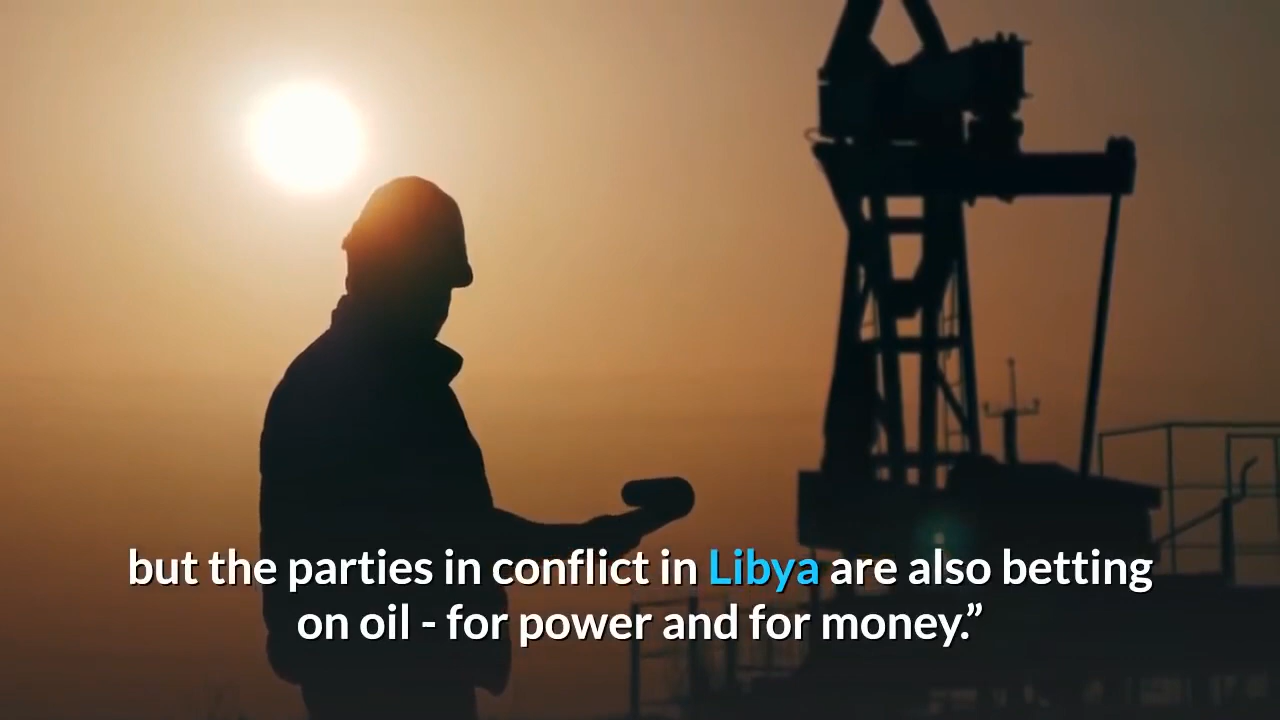 but the parties in conflict in Libya are also betting
on oil - for power and for money.”